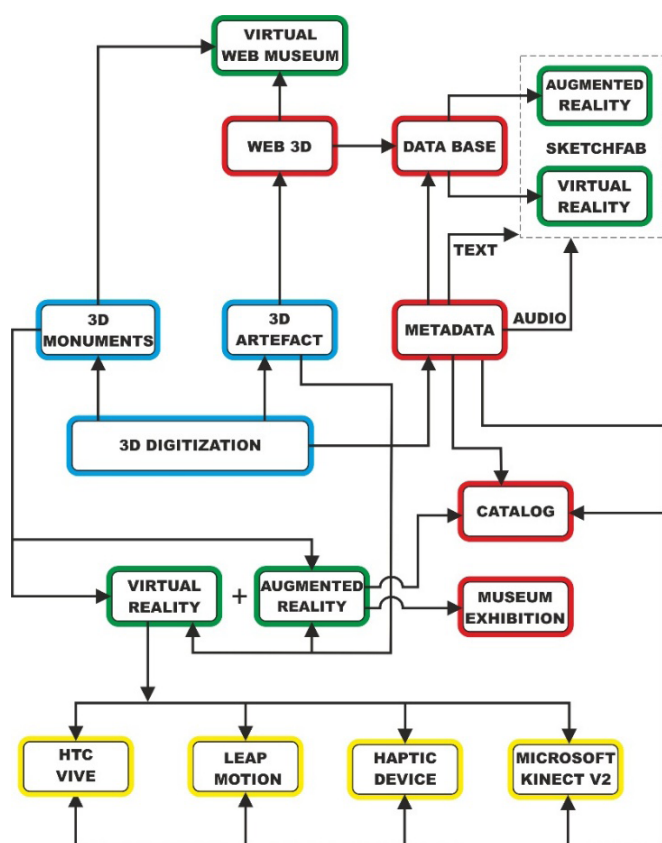 VIRTUAL
WEB MUSEUM
WEB 3D
DATA BASE
AUGMENTED
REALITY
SKETCHFAB
VIRTUAL
REALITY
TEXT
3D
MONUMENTS
3D
ARTEFACT
METADATA
AUDIO
3D DIGITIZATION
CATALOG
VIRTUAL
REALITY
+
AUGMENTED
REALITY
MUSEUM
EXHIBITION
HTC
VIVE
LEAP
MOTION
HAPTIC
DEVICE
MICROSOFT
KINECT V2